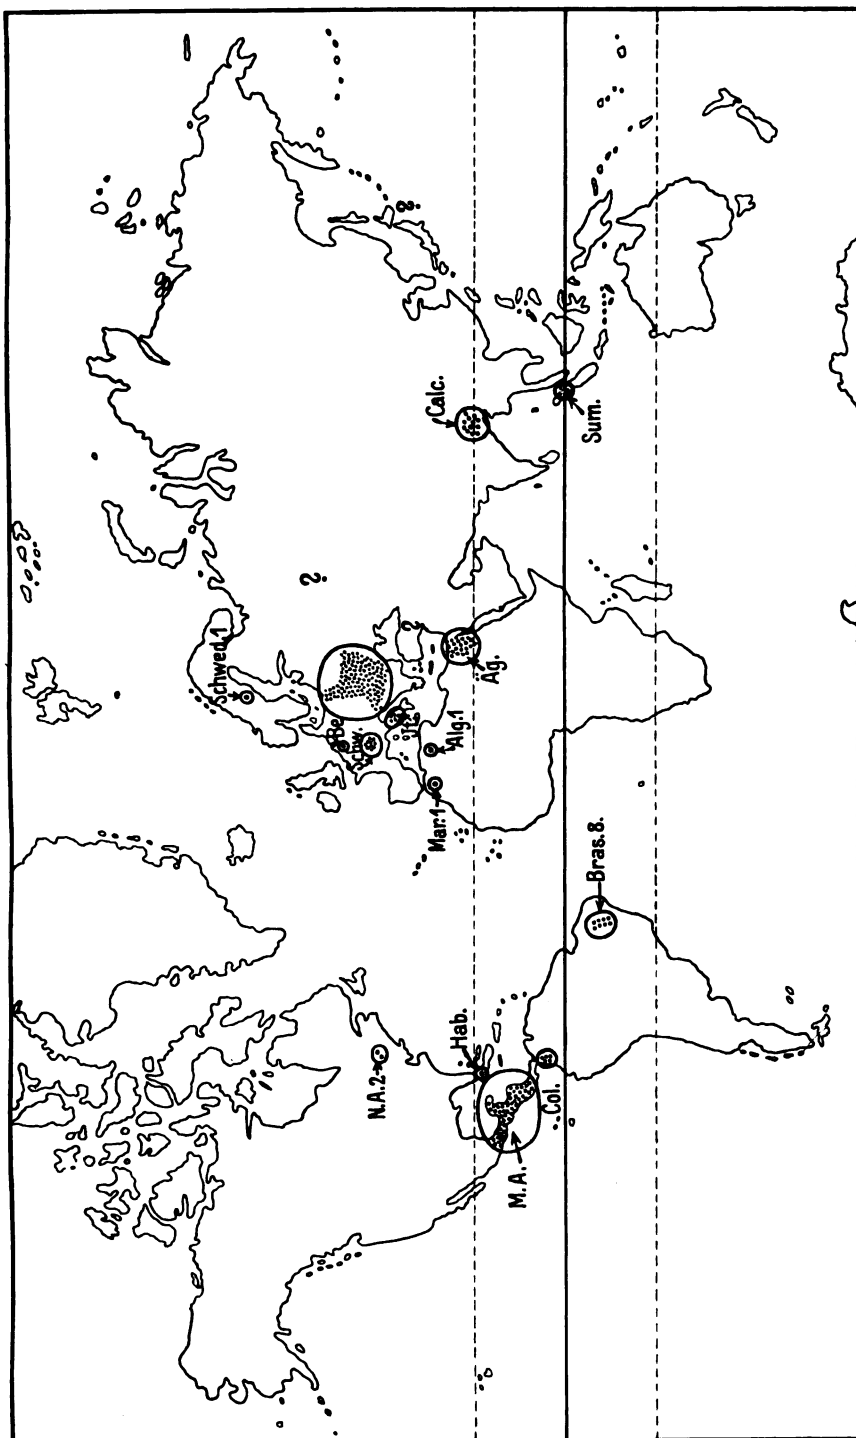 Schwed.1
Be.
Schw.
Mar.1
Alg.1
Äg.
Calc.
Sum.
N.A.2
Hab.
M.A.
Col.
Bras.8.
?
?
?